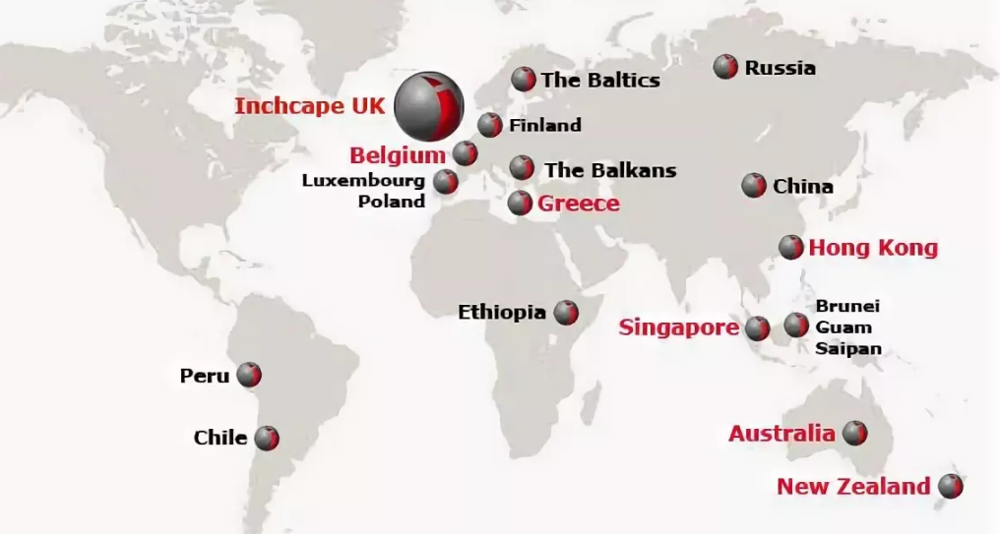 Russia
The Baltics
Inchcape UK
Finland
Belgium
The Balkans
Luxembourg
Poland
China
Greece
Hong Kong
Ethiopia
Brunei
Guam
Saipan
Singapore
Peru
Chile
Australia
New Zealand